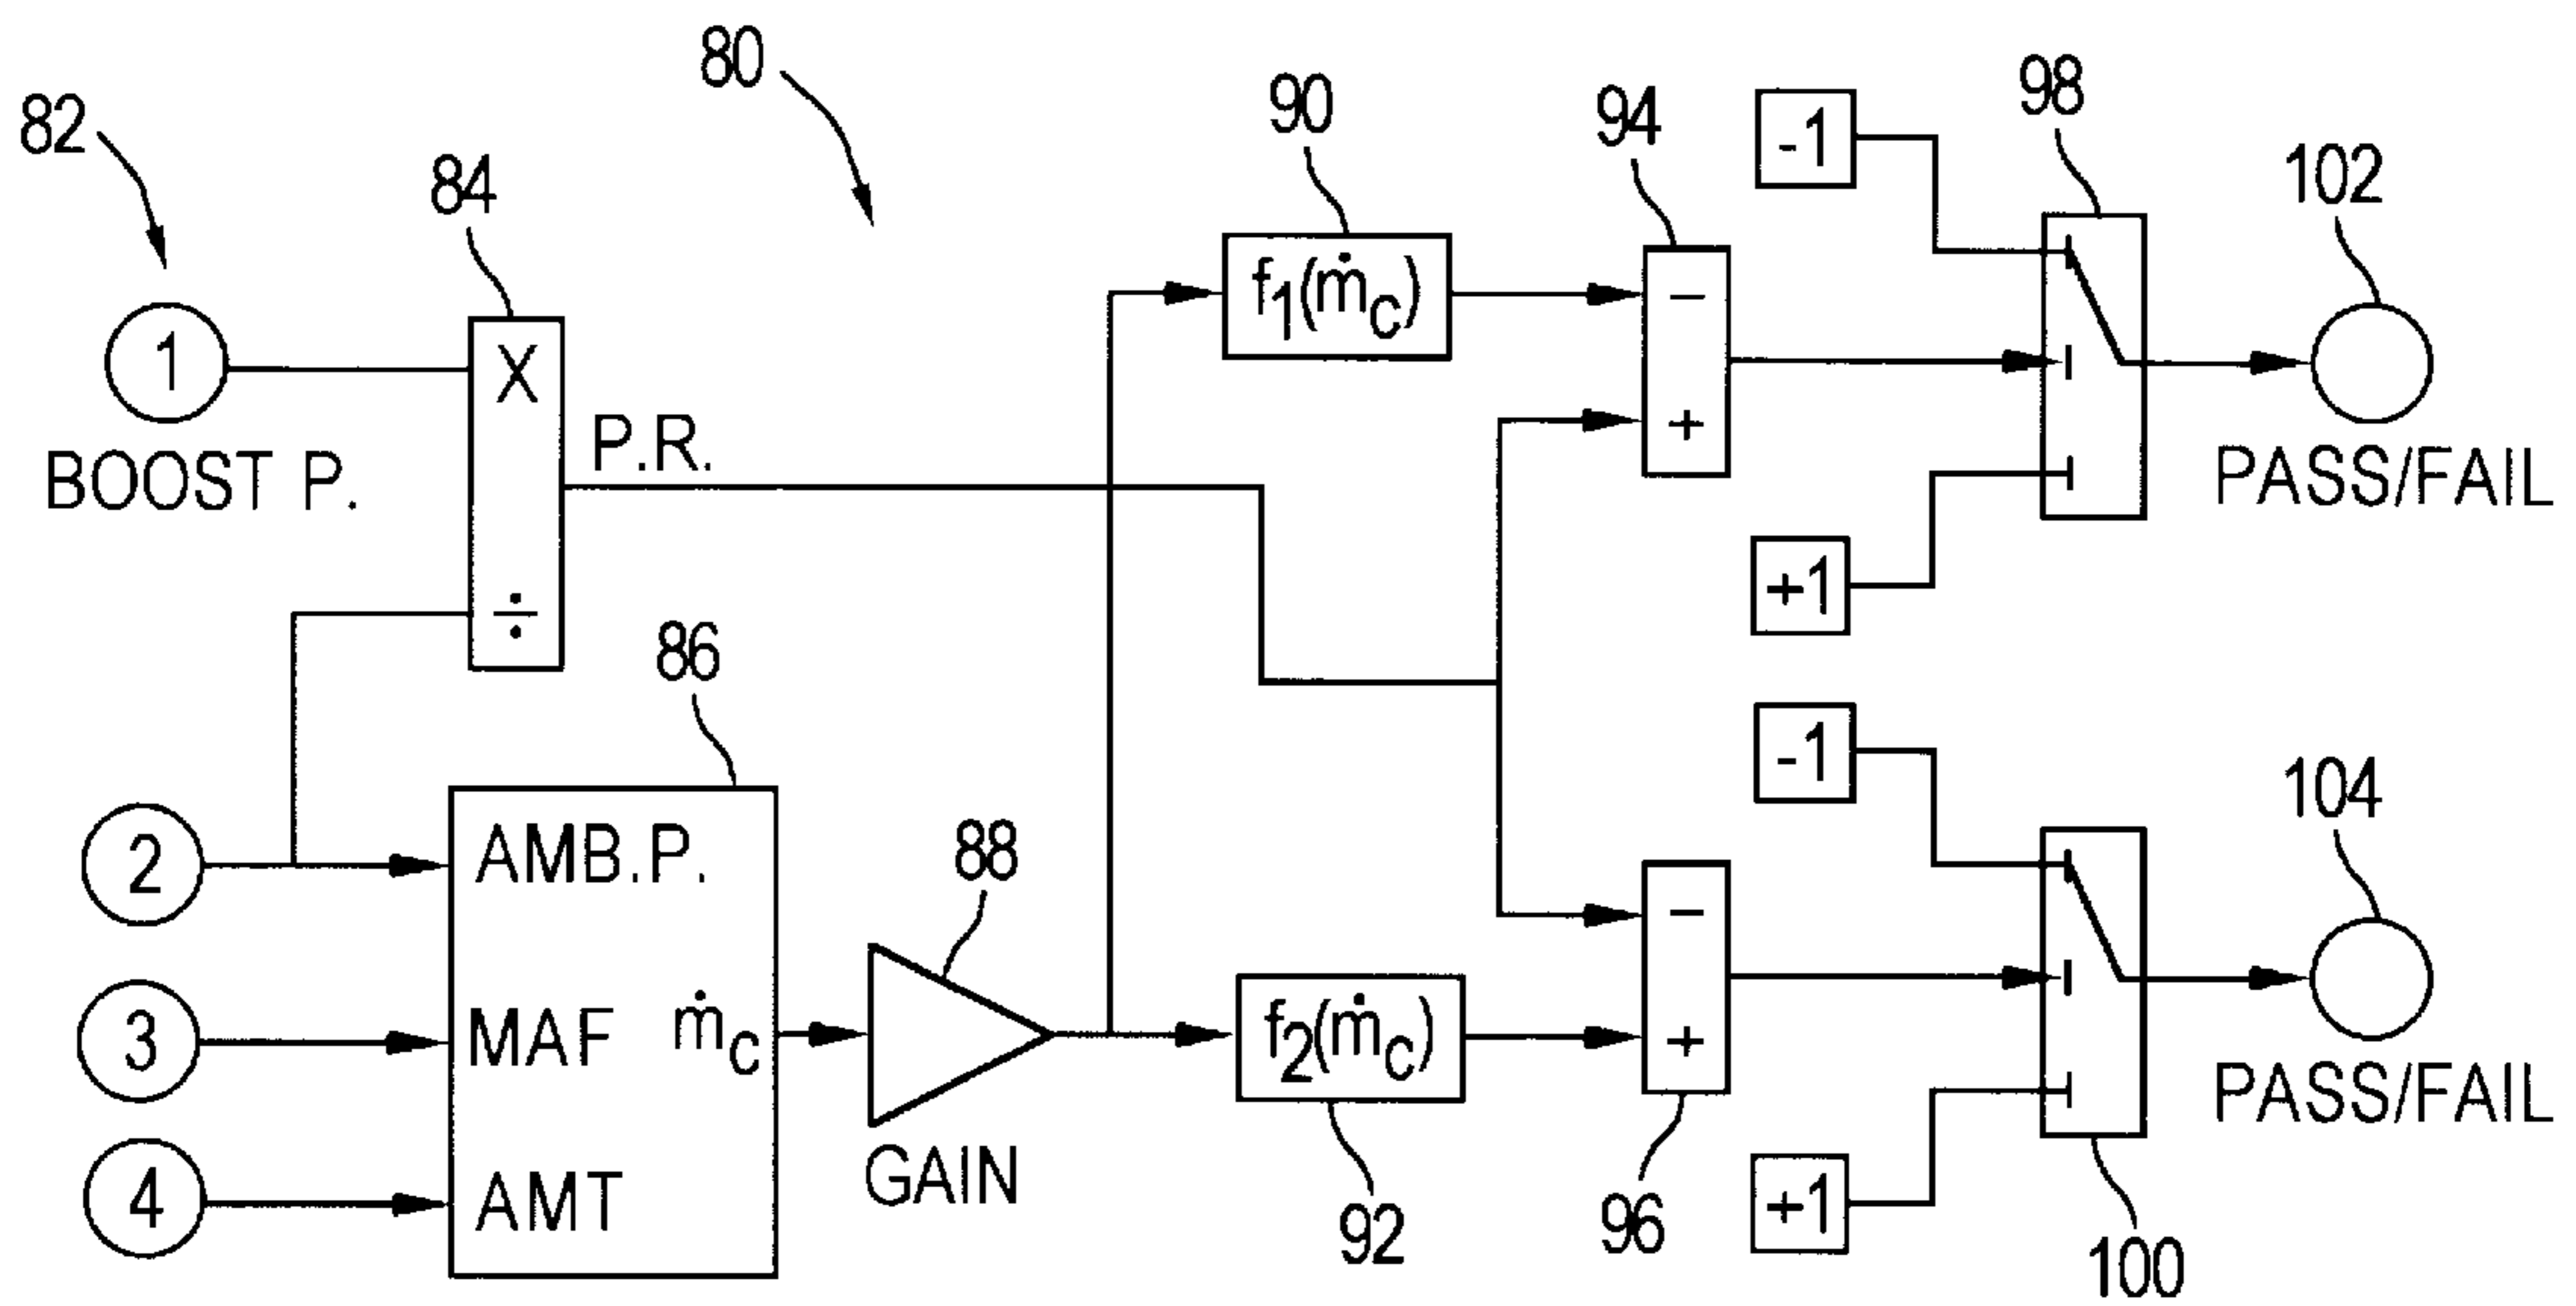 80
82
84
90
94
-1
98
102
1
X
f1(ṁc)
−
+
BOOST P.
P.R.
PASS/FAIL
÷
+1
86
-1
104
2
AMB.P.
88
−
3
MAF
ṁc
f2(ṁc)
+
PASS/FAIL
4
AMT
GAIN
92
96
+1
100